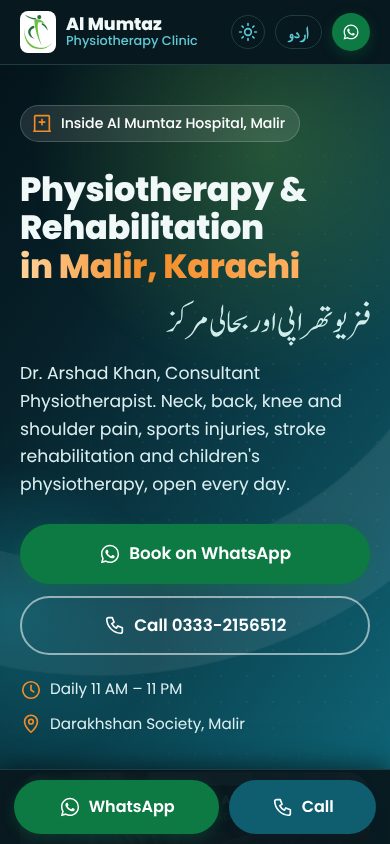 Al Mumtaz
Physiotherapy Clinic
اردو
Inside Al Mumtaz Hospital, Malir
Physiotherapy &
Rehabilitation
in Malir, Karachi
فزیوتھراپی اور بحالی مرکز
Dr. Arshad Khan, Consultant
Physiotherapist. Neck, back, knee and
shoulder pain, sports injuries, stroke
rehabilitation and children's
physiotherapy, open every day.
Book on WhatsApp
Call 0333-2156512
Daily 11 AM – 11 PM
Darakhshan Society, Malir
WhatsApp
Call